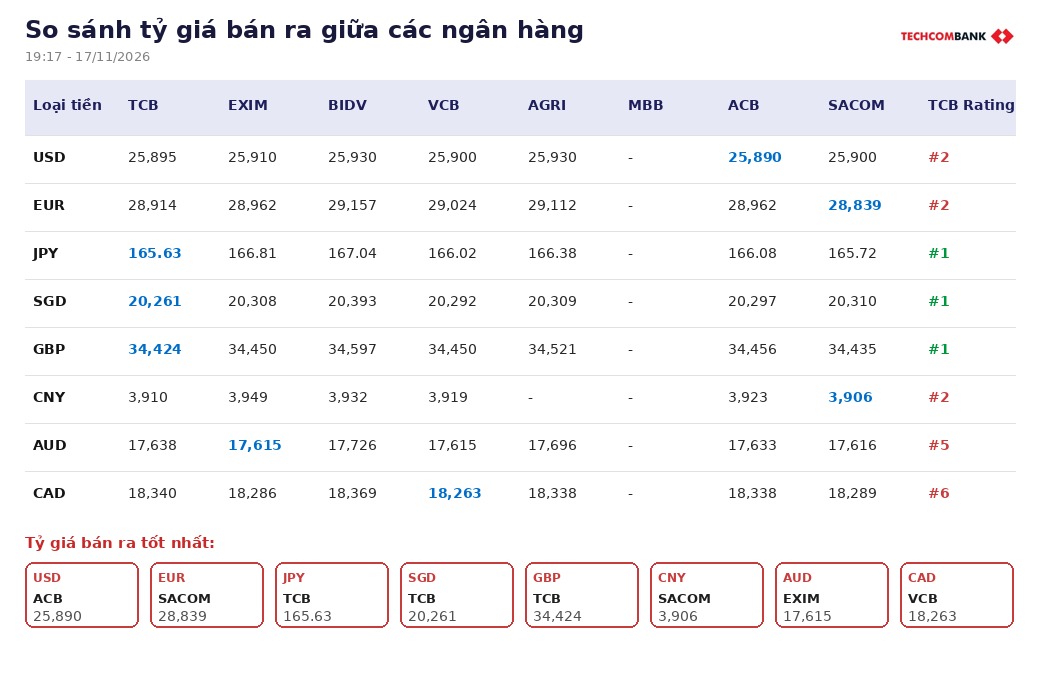 So sánh tỷ giá bán ra giữa các ngân hàng
19:17 - 17/11/2026
TECHCOMBANK
Loại tiền TCB EXIM BIDV VCB AGRI MBB ACB SACOM TCB Rating
USD 25,895 25,910 25,930 25,900 25,930 - 25,890 25,900 #2
EUR 28,914 28,962 29,157 29,024 29,112 - 28,962 28,839 #2
JPY 165.63 166.81 167.04 166.02 166.38 - 166.08 165.72 #1
SGD 20,261 20,308 20,393 20,292 20,309 - 20,297 20,310 #1
GBP 34,424 34,450 34,597 34,450 34,521 - 34,456 34,435 #1
CNY 3,910 3,949 3,932 3,919 - - 3,923 3,906 #2
AUD 17,638 17,615 17,726 17,615 17,696 - 17,633 17,616 #5
CAD 18,340 18,286 18,369 18,263 18,338 - 18,338 18,289 #6
Tỷ giá bán ra tốt nhất:
USD EUR JPY SGD GBP CNY AUD CAD
ACB SACOM TCB TCB TCB SACOM EXIM VCB
25,890 28,839 165.63 20,261 34,424 3,906 17,615 18,263